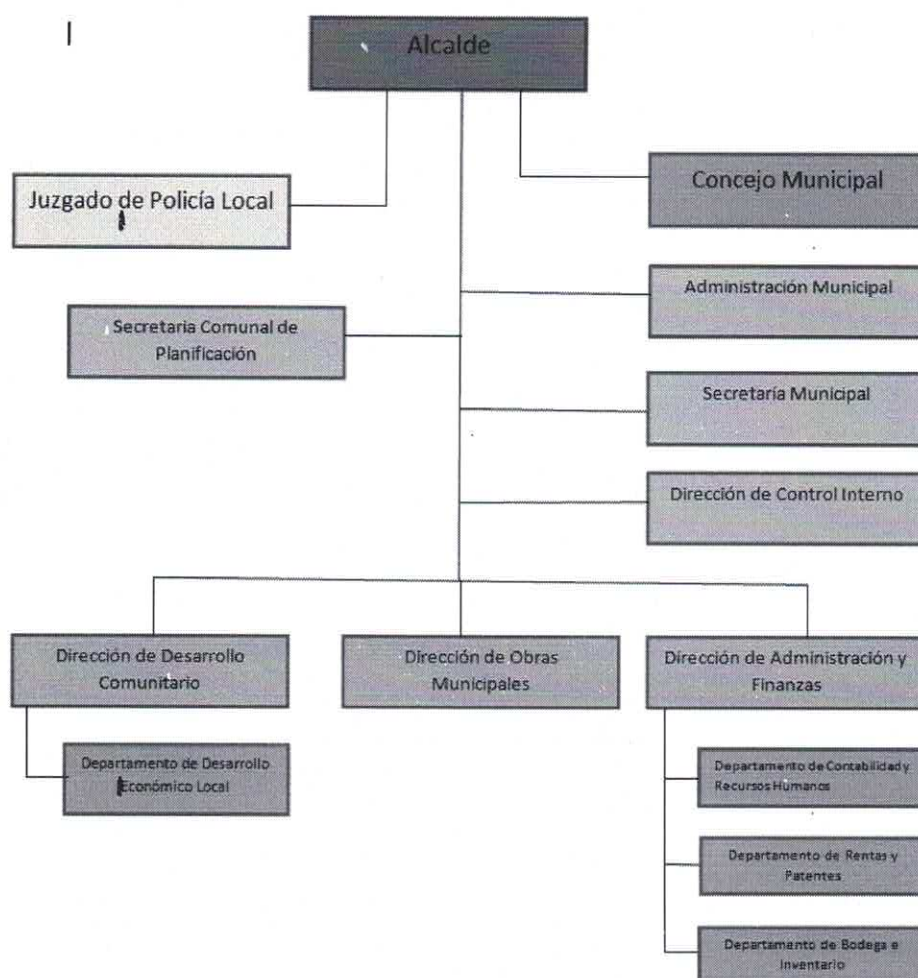 Alcalde
Juzgado de Policía Local
Concejo Municipal
Administración Municipal
Secretaria Comunal de
Planificación
Secretaría Municipal
Dirección de Control Interno
Dirección de Desarrollo
Comunitario
Dirección de Obras
Municipales
Dirección de Administración y
Finanzas
Departamento de Desarrollo
Económico Local
Departamento de Contabilidad y
Recursos Humanos
Departamento de Rentas y
Patentes
Departamento de Bodega e
Inventario